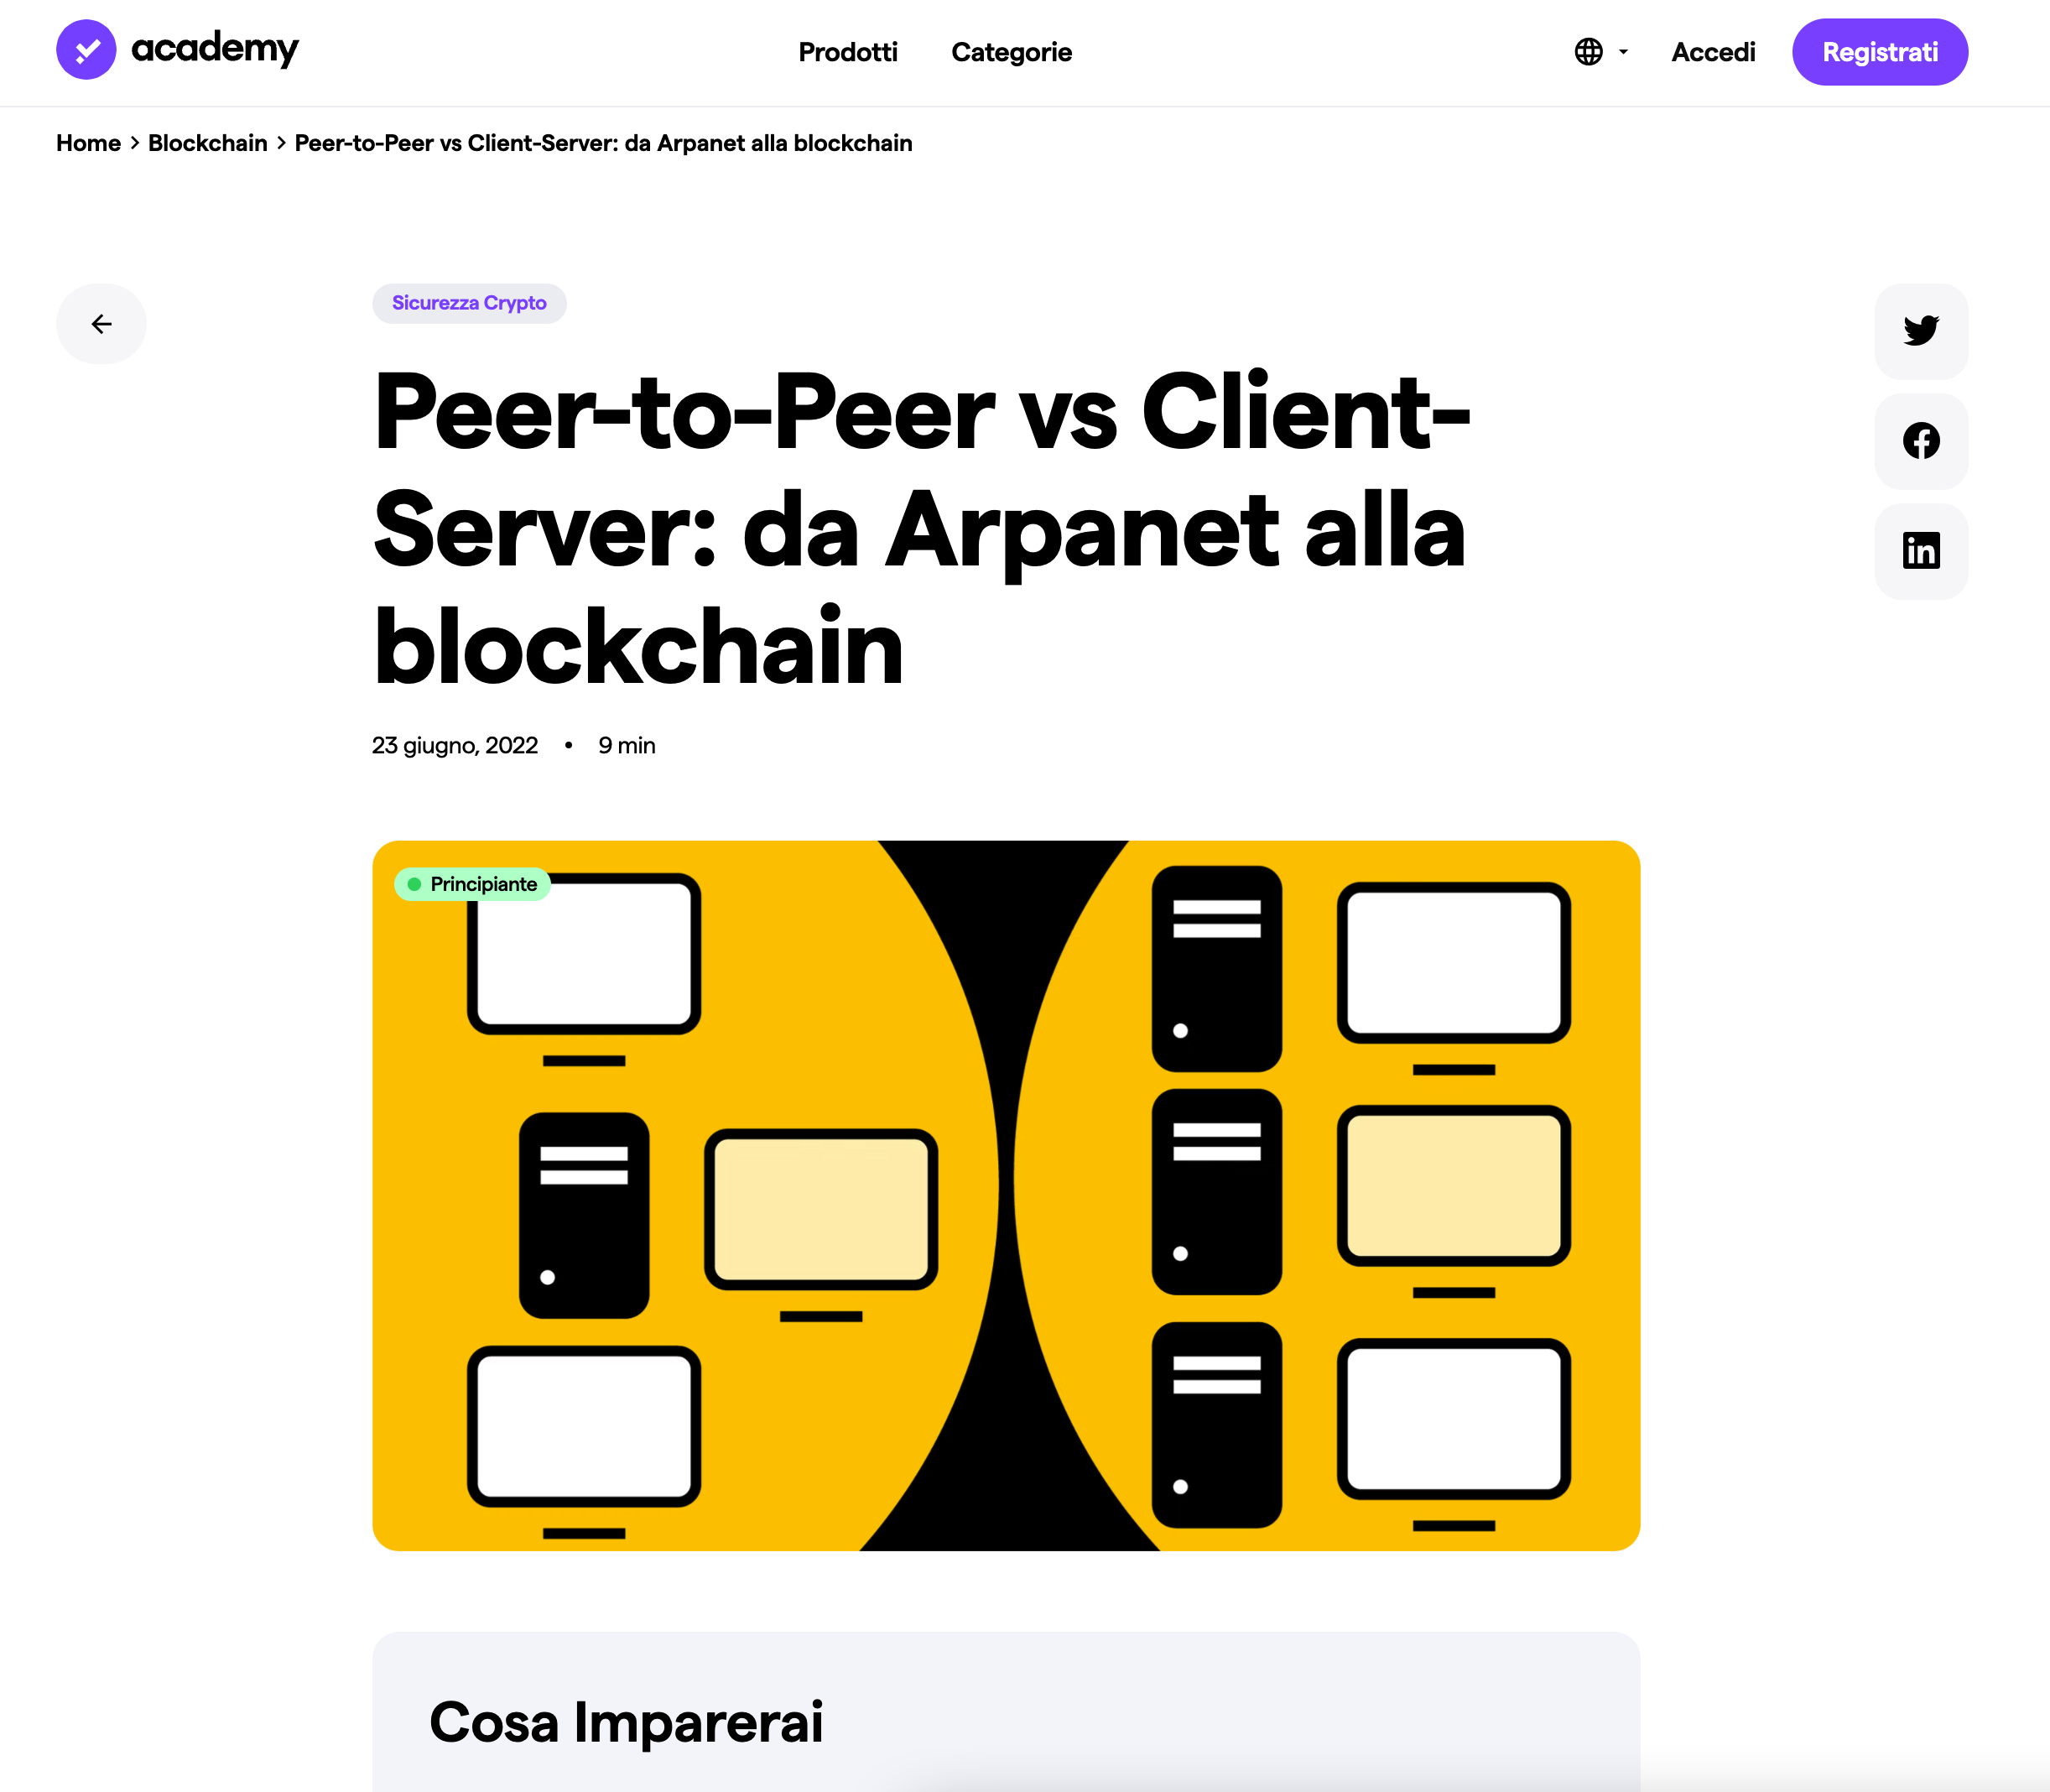 academy
Prodotti
Categorie
Accedi
Registrati
Home > Blockchain > Peer-to-Peer vs Client-Server: da Arpanet alla blockchain
Sicurezza Crypto
Peer-to-Peer vs Client-
Server: da Arpanet alla
blockchain
23 giugno, 2022 • 9 min
Principiante
Cosa Imparerai